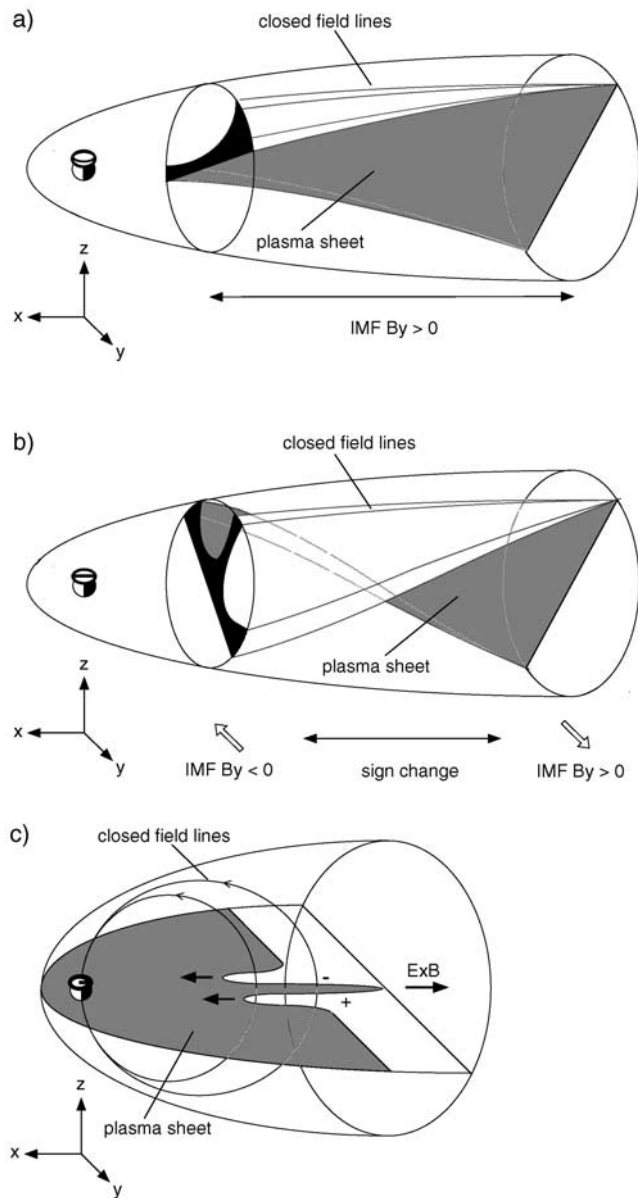 a)
closed field lines
plasma sheet
z
x
y
IMF By > 0
b)
closed field lines
plasma sheet
z
x
y
IMF By < 0
sign change
IMF By > 0
c)
closed field lines
-
ExB
+
z
plasma sheet
x
y